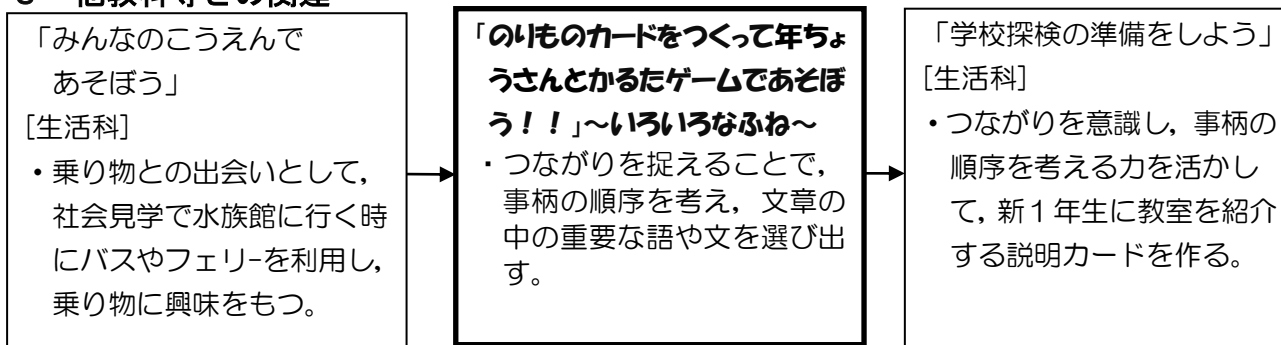 「みんなのこうえんで
あそぼう」
[生活科]
・乗り物との出会いとして，
社会見学で水族館に行く時
にバスやフェリーを利用し，
乗り物に興味をもつ。
「のりものカードをつくって年ちょ
うさんとかるたゲームであそぼ
う！！」～いろいろなふね～
・つながりを捉えることで，
事柄の順序を考え，文章の
中の重要な語や文を選び出
す。
「学校探検の準備をしよう」
[生活科]
・つながりを意識し，事柄の
順序を考える力を活かし
て，新１年生に教室を紹介
する説明カードを作る。